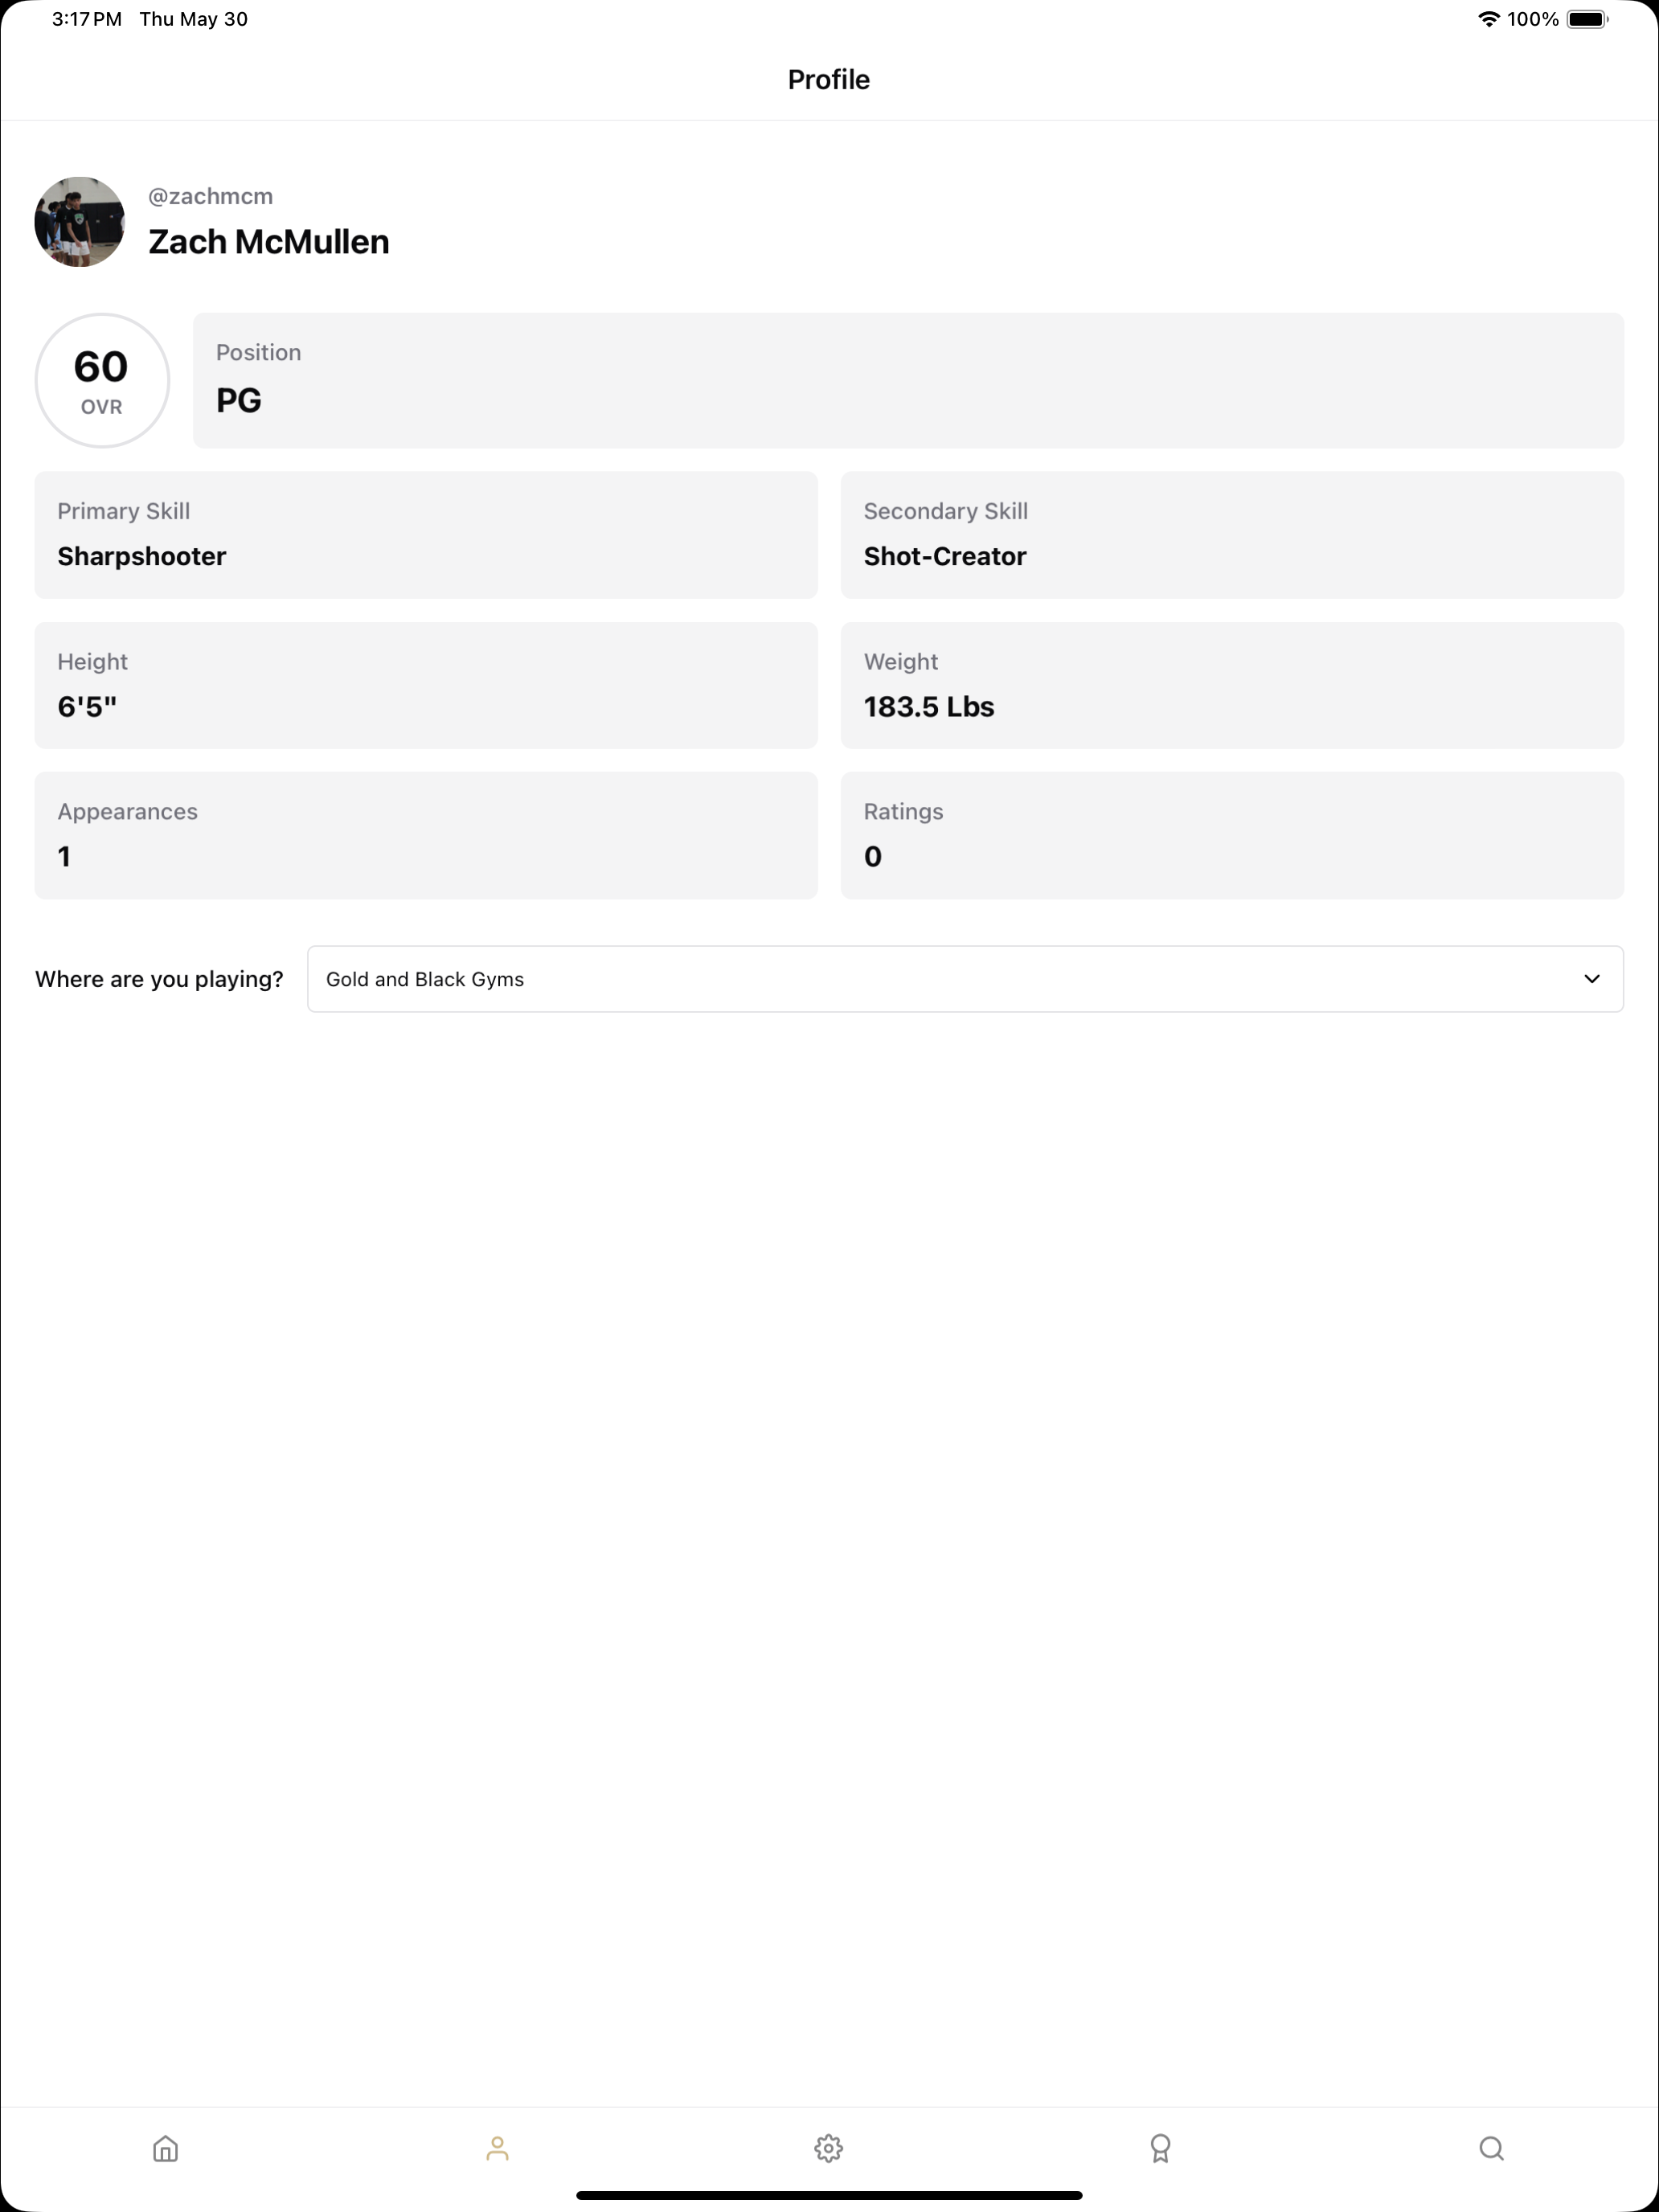 3:17 PM Thu May 30
100%
Profile
@zachmcm
Zach McMullen
60
OVR
Position
PG
Primary Skill
Sharpshooter
Secondary Skill
Shot-Creator
Height
6'5"
Weight
183.5 Lbs
Appearances
1
Ratings
0
Where are you playing?
Gold and Black Gyms